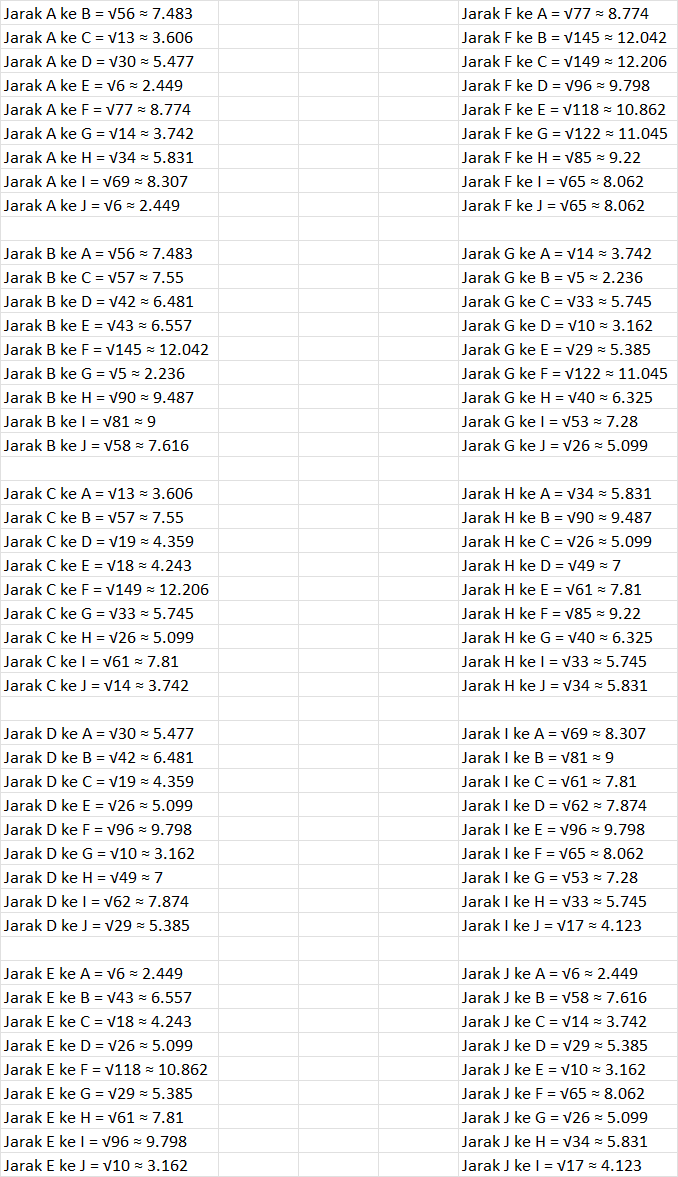 Jarak A ke B = √56 ≈ 7.483
Jarak A ke C = √13 ≈ 3.606
Jarak A ke D = √30 ≈ 5.477
Jarak A ke E = √6 ≈ 2.449
Jarak A ke F = √77 ≈ 8.774
Jarak A ke G = √14 ≈ 3.742
Jarak A ke H = √34 ≈ 5.831
Jarak A ke I = √69 ≈ 8.307
Jarak A ke J = √6 ≈ 2.449
Jarak B ke A = √56 ≈ 7.483
Jarak B ke C = √57 ≈ 7.55
Jarak B ke D = √42 ≈ 6.481
Jarak B ke E = √43 ≈ 6.557
Jarak B ke F = √145 ≈ 12.042
Jarak B ke G = √5 ≈ 2.236
Jarak B ke H = √90 ≈ 9.487
Jarak B ke I = √81 ≈ 9
Jarak B ke J = √58 ≈ 7.616
Jarak C ke A = √13 ≈ 3.606
Jarak C ke B = √57 ≈ 7.55
Jarak C ke D = √19 ≈ 4.359
Jarak C ke E = √18 ≈ 4.243
Jarak C ke F = √149 ≈ 12.206
Jarak C ke G = √33 ≈ 5.745
Jarak C ke H = √26 ≈ 5.099
Jarak C ke I = √61 ≈ 7.81
Jarak C ke J = √14 ≈ 3.742
Jarak D ke A = √30 ≈ 5.477
Jarak D ke B = √42 ≈ 6.481
Jarak D ke C = √19 ≈ 4.359
Jarak D ke E = √26 ≈ 5.099
Jarak D ke F = √96 ≈ 9.798
Jarak D ke G = √10 ≈ 3.162
Jarak D ke H = √49 ≈ 7
Jarak D ke I = √62 ≈ 7.874
Jarak D ke J = √29 ≈ 5.385
Jarak E ke A = √6 ≈ 2.449
Jarak E ke B = √43 ≈ 6.557
Jarak E ke C = √18 ≈ 4.243
Jarak E ke D = √26 ≈ 5.099
Jarak E ke F = √118 ≈ 10.862
Jarak E ke G = √29 ≈ 5.385
Jarak E ke H = √61 ≈ 7.81
Jarak E ke I = √96 ≈ 9.798
Jarak E ke J = √10 ≈ 3.162
Jarak F ke A = √77 ≈ 8.774
Jarak F ke B = √145 ≈ 12.042
Jarak F ke C = √149 ≈ 12.206
Jarak F ke D = √96 ≈ 9.798
Jarak F ke E = √118 ≈ 10.862
Jarak F ke G = √122 ≈ 11.045
Jarak F ke H = √85 ≈ 9.22
Jarak F ke I = √65 ≈ 8.062
Jarak F ke J = √65 ≈ 8.062
Jarak G ke A = √14 ≈ 3.742
Jarak G ke B = √5 ≈ 2.236
Jarak G ke C = √33 ≈ 5.745
Jarak G ke D = √10 ≈ 3.162
Jarak G ke E = √29 ≈ 5.385
Jarak G ke F = √122 ≈ 11.045
Jarak G ke H = √40 ≈ 6.325
Jarak G ke I = √53 ≈ 7.28
Jarak G ke J = √26 ≈ 5.099
Jarak H ke A = √34 ≈ 5.831
Jarak H ke B = √90 ≈ 9.487
Jarak H ke C = √26 ≈ 5.099
Jarak H ke D = √49 ≈ 7
Jarak H ke E = √61 ≈ 7.81
Jarak H ke F = √85 ≈ 9.22
Jarak H ke G = √40 ≈ 6.325
Jarak H ke I = √33 ≈ 5.745
Jarak H ke J = √34 ≈ 5.831
Jarak I ke A = √69 ≈ 8.307
Jarak I ke B = √81 ≈ 9
Jarak I ke C = √61 ≈ 7.81
Jarak I ke D = √62 ≈ 7.874
Jarak I ke E = √96 ≈ 9.798
Jarak I ke F = √65 ≈ 8.062
Jarak I ke G = √53 ≈ 7.28
Jarak I ke H = √33 ≈ 5.745
Jarak I ke J = √17 ≈ 4.123
Jarak J ke A = √6 ≈ 2.449
Jarak J ke B = √58 ≈ 7.616
Jarak J ke C = √14 ≈ 3.742
Jarak J ke D = √29 ≈ 5.385
Jarak J ke E = √10 ≈ 3.162
Jarak J ke F = √65 ≈ 8.062
Jarak J ke G = √26 ≈ 5.099
Jarak J ke H = √34 ≈ 5.831
Jarak J ke I = √17 ≈ 4.123